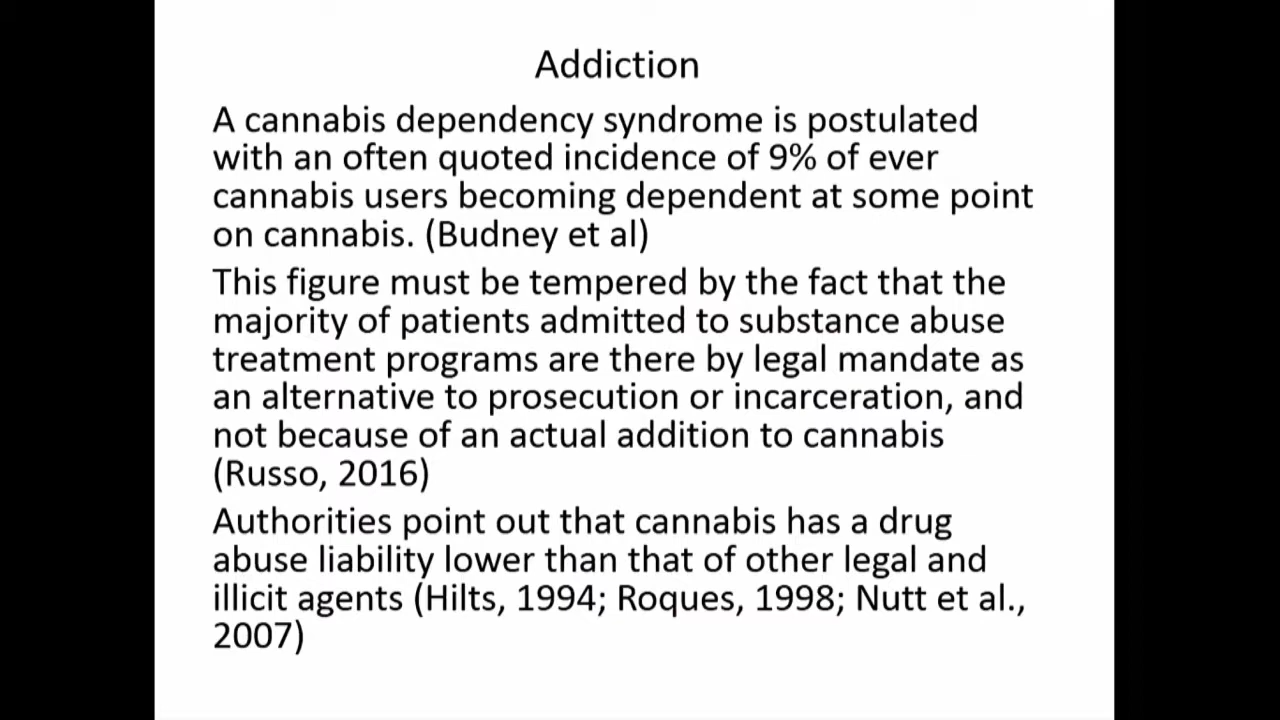 Addiction
A cannabis dependency syndrome is postulated
with an often quoted incidence of 9% of ever
cannabis users becoming dependent at some point
on cannabis. (Budney et al)
This figure must be tempered by the fact that the
majority of patients admitted to substance abuse
treatment programs are there by legal mandate as
an alternative to prosecution or incarceration, and
not because of an actual addition to cannabis
(Russo, 2016)
Authorities point out that cannabis has a drug
abuse liability lower than that of other legal and
illicit agents (Hilts, 1994; Roques, 1998; Nutt et al.,
2007)